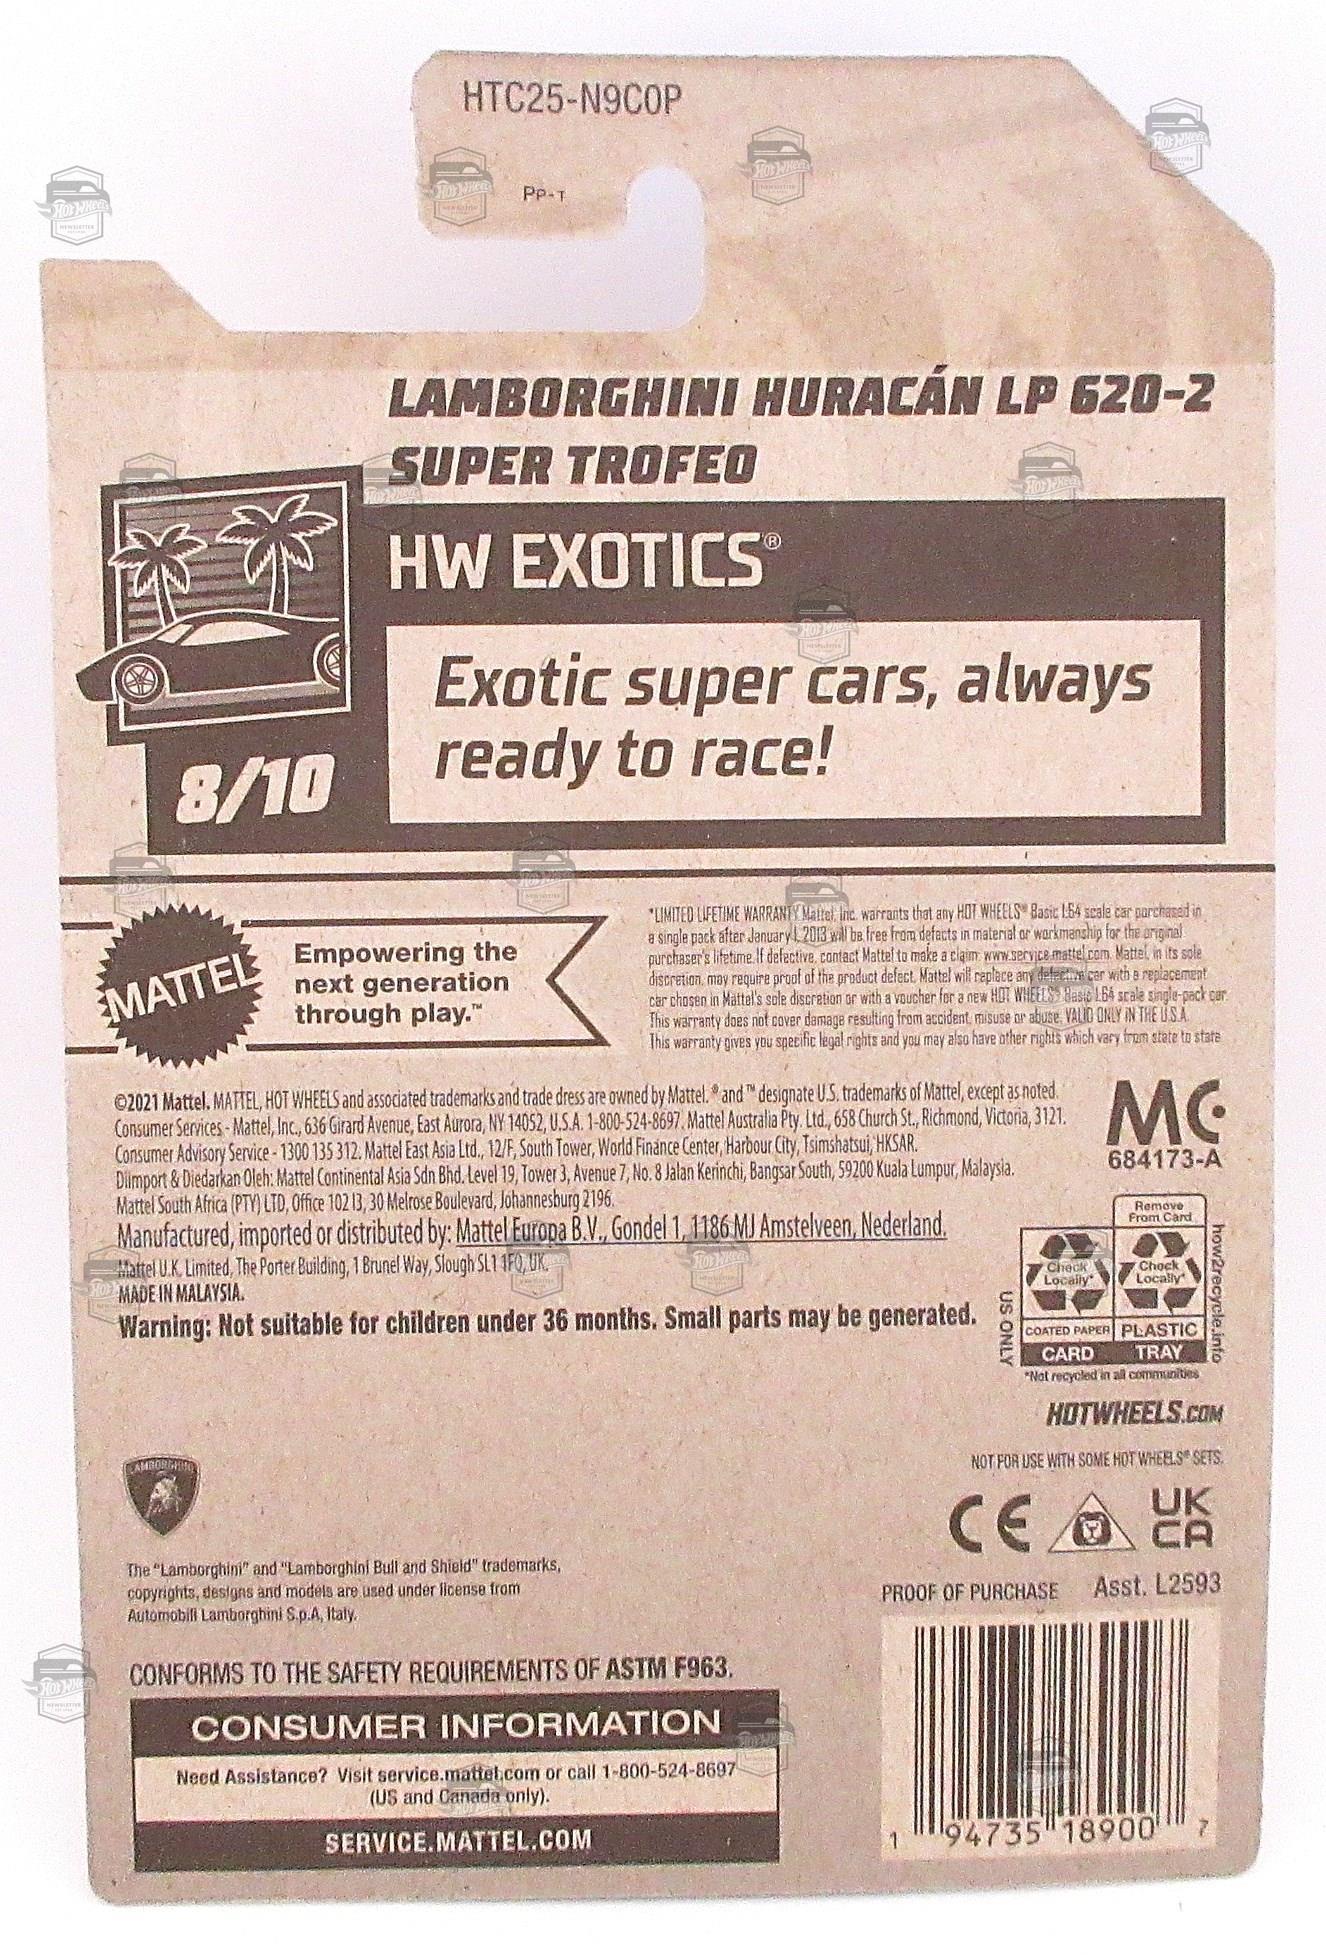 HTC25-N9C0P
PP-T
LAMBORGHINI HURACÁN LP 620-2
SUPER TROFEO
HW EXOTICS®
Exotic super cars, always
ready to race!
8/10
MATTEL
Empowering the
next generation
through play.™
*LIMITED LIFETIME WARRANTY Mattel, Inc. warrants that any HOT WHEELS® Basic 1:64 scale car purchased in
a single pack after January 1, 2013 will be free from defects in material or workmanship for the original
purchaser's lifetime. If defective, contact Mattel to make a claim: www.service.mattel.com. Mattel, in its sole
discretion, may require proof of the product defect. Mattel will replace any defective car with a replacement
car chosen in Mattel's sole discretion or with a voucher for a new HOT WHEELS® Basic 1:64 scale single-pack car.
This warranty does not cover damage resulting from accident, misuse or abuse. VALID ONLY IN THE U.S.A.
This warranty gives you specific legal rights and you may also have other rights which vary from state to state.
©2021 Mattel. MATTEL, HOT WHEELS and associated trademarks and trade dress are owned by Mattel. ® and ™ designate U.S. trademarks of Mattel, except as noted.
Consumer Services - Mattel, Inc., 636 Girard Avenue, East Aurora, NY 14052, U.S.A. 1-800-524-8697. Mattel Australia Pty. Ltd., 658 Church St., Richmond, Victoria, 3121.
Consumer Advisory Service - 1300 135 312. Mattel East Asia Ltd., 12/F, South Tower, World Finance Center, Harbour City, Tsimshatsui, HKSAR.
Diimport & Diedarkan Oleh: Mattel Continental Asia Sdn Bhd. Level 19, Tower 3, Avenue 7, No. 8 Jalan Kerinchi, Bangsar South, 59200 Kuala Lumpur, Malaysia.
Mattel South Africa (PTY) LTD, Office 102 I3, 30 Melrose Boulevard, Johannesburg 2196.
Manufactured, imported or distributed by: Mattel Europa B.V., Gondel 1, 1186 MJ Amstelveen, Nederland.
Mattel U.K. Limited, The Porter Building, 1 Brunel Way, Slough SL1 1FQ, UK.
MADE IN MALAYSIA.
Warning: Not suitable for children under 36 months. Small parts may be generated.
MC
684173-A
Remove
From Card
Check
Locally*
Check
Locally*
COATED PAPER
PLASTIC
CARD
TRAY
US ONLY
how2recycle.info
*Not recycled in all communities
HOTWHEELS.COM
NOT FOR USE WITH SOME HOT WHEELS® SETS.
CE
UK
CA
LAMBORGHINI
The "Lamborghini" and "Lamborghini Bull and Shield" trademarks,
copyrights, designs and models are used under license from
Automobili Lamborghini S.p.A, Italy.
PROOF OF PURCHASE
Asst. L2593
CONFORMS TO THE SAFETY REQUIREMENTS OF ASTM F963.
CONSUMER INFORMATION
Need Assistance? Visit service.mattel.com or call 1-800-524-8697
(US and Canada only).
SERVICE.MATTEL.COM
1 94735 18900 7
Hot Wheels
NEWSLETTER